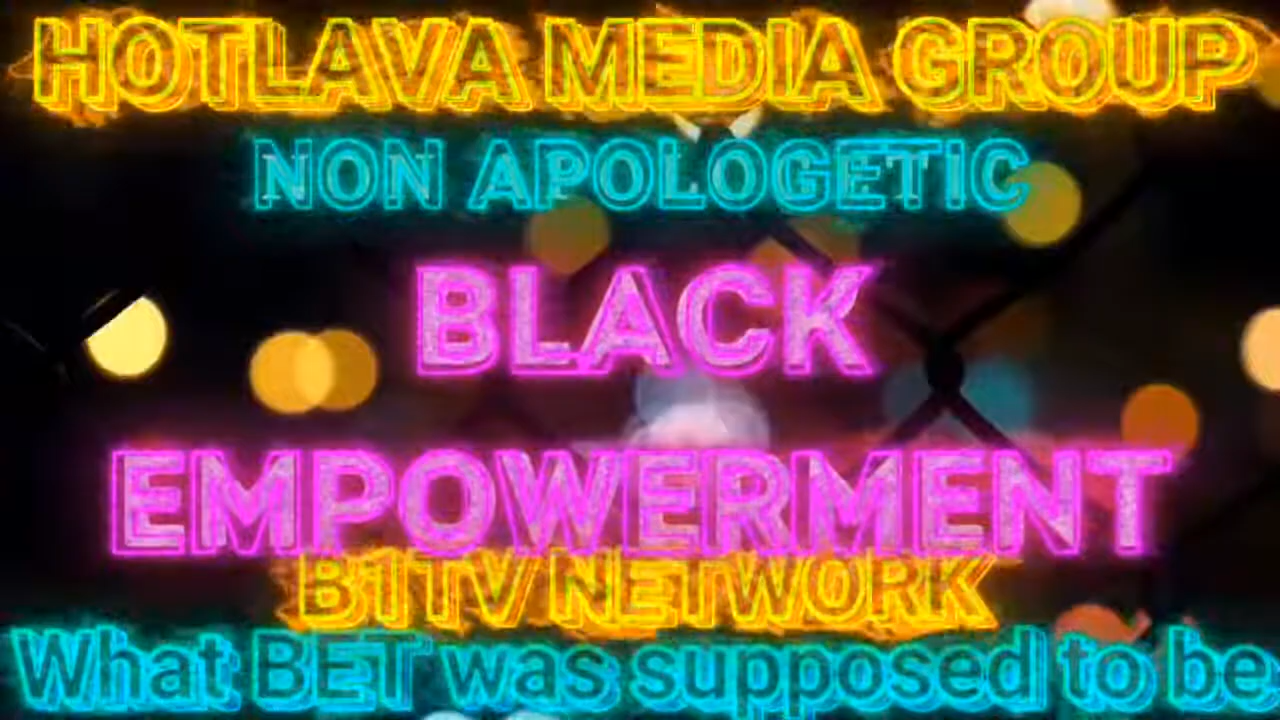 HOTLAVA MEDIA GROUP
NON APOLOGETIC
BLACK
EMPOWERMENT
B1TV NETWORK
What BET was supposed to be